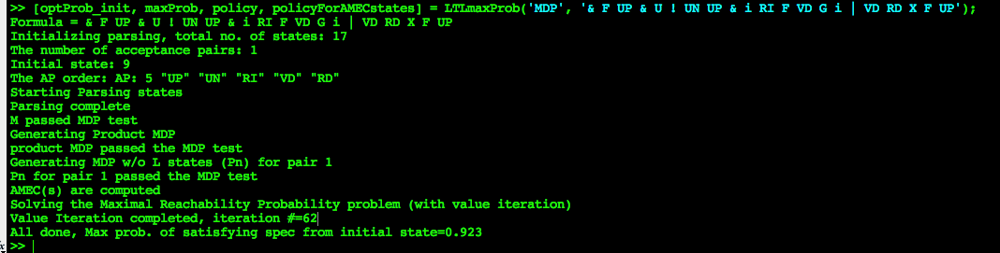 >> [optProb_init, maxProb, policy, policyForAMECstates] = LTLmaxProb('MDP', '& F UP & U ! UN UP & i RI F VD G i | VD RD X F UP');
Formula = & F UP & U ! UN UP & i RI F VD G i | VD RD X F UP
Initializing parsing, total no. of states: 17
The number of acceptance pairs: 1
Initial state: 9
The AP order: AP: 5 "UP" "UN" "RI" "VD" "RD"
Starting Parsing states
Parsing complete
M passed MDP test
Generating Product MDP
product MDP passed the MDP test
Generating MDP w/o L states (Pn) for pair 1
Pn for pair 1 passed the MDP test
AMEC(s) are computed
Solving the Maximal Reachability Probability problem (with value iteration)
Value Iteration completed, iteration #=62
All done, Max prob. of satisfying spec from initial state=0.923
>>